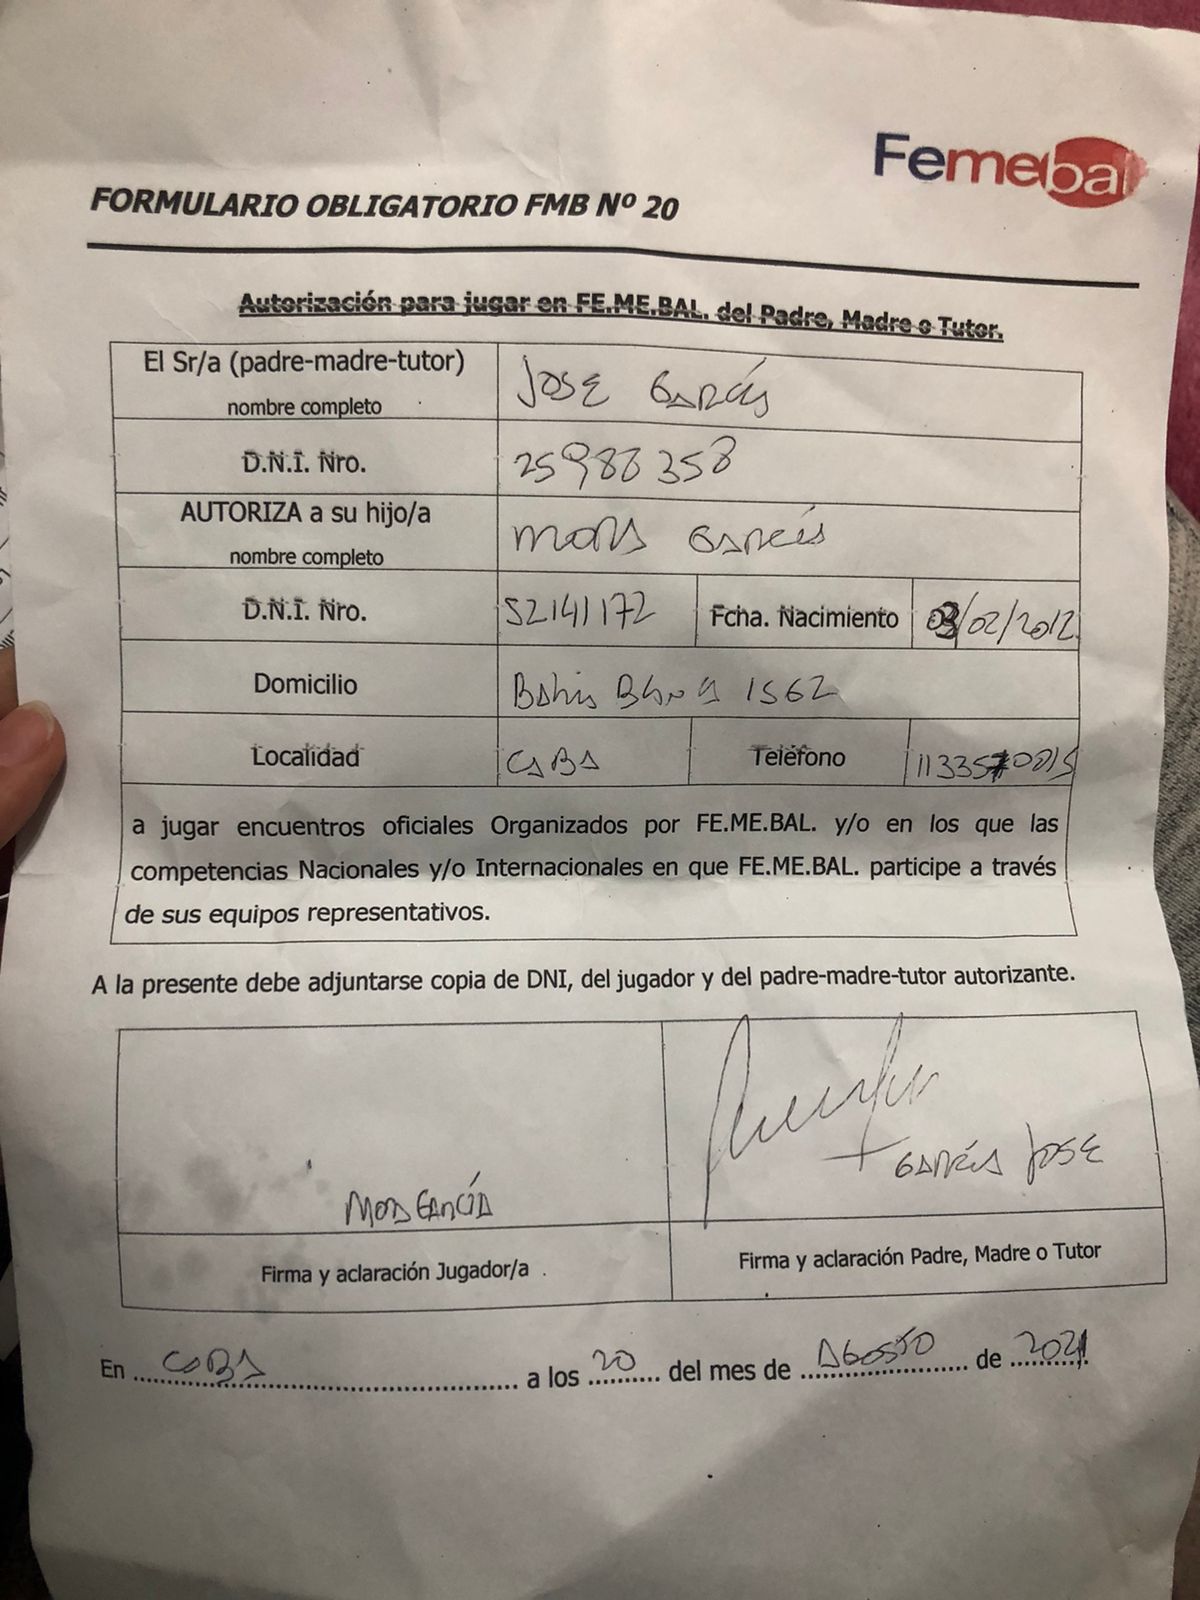 Femebal
FORMULARIO OBLIGATORIO FMB Nº 20
Autorización para jugar en FE.ME.BAL. del Padre, Madre o Tutor.
El Sr/a (padre-madre-tutor) JOSE GARCÍA
nombre completo
D.N.I. Nro. 25988358
AUTORIZA a su hijo/a MORA GARCÍA
nombre completo
D.N.I. Nro. 52141172 Fcha. Nacimiento 03/02/2012
Domicilio BAHIA BLANCA 1562
Localidad CABA Teléfono 1133570815
a jugar encuentros oficiales Organizados por FE.ME.BAL. y/o en los que las
competencias Nacionales y/o Internacionales en que FE.ME.BAL. participe a través
de sus equipos representativos.
A la presente debe adjuntarse copia de DNI, del jugador y del padre-madre-tutor autorizante.
GARCÍA JOSE
MORA GARCÍA
Firma y aclaración Jugador/a . Firma y aclaración Padre, Madre o Tutor
En CABA a los 20 del mes de AGOSTO de 2021